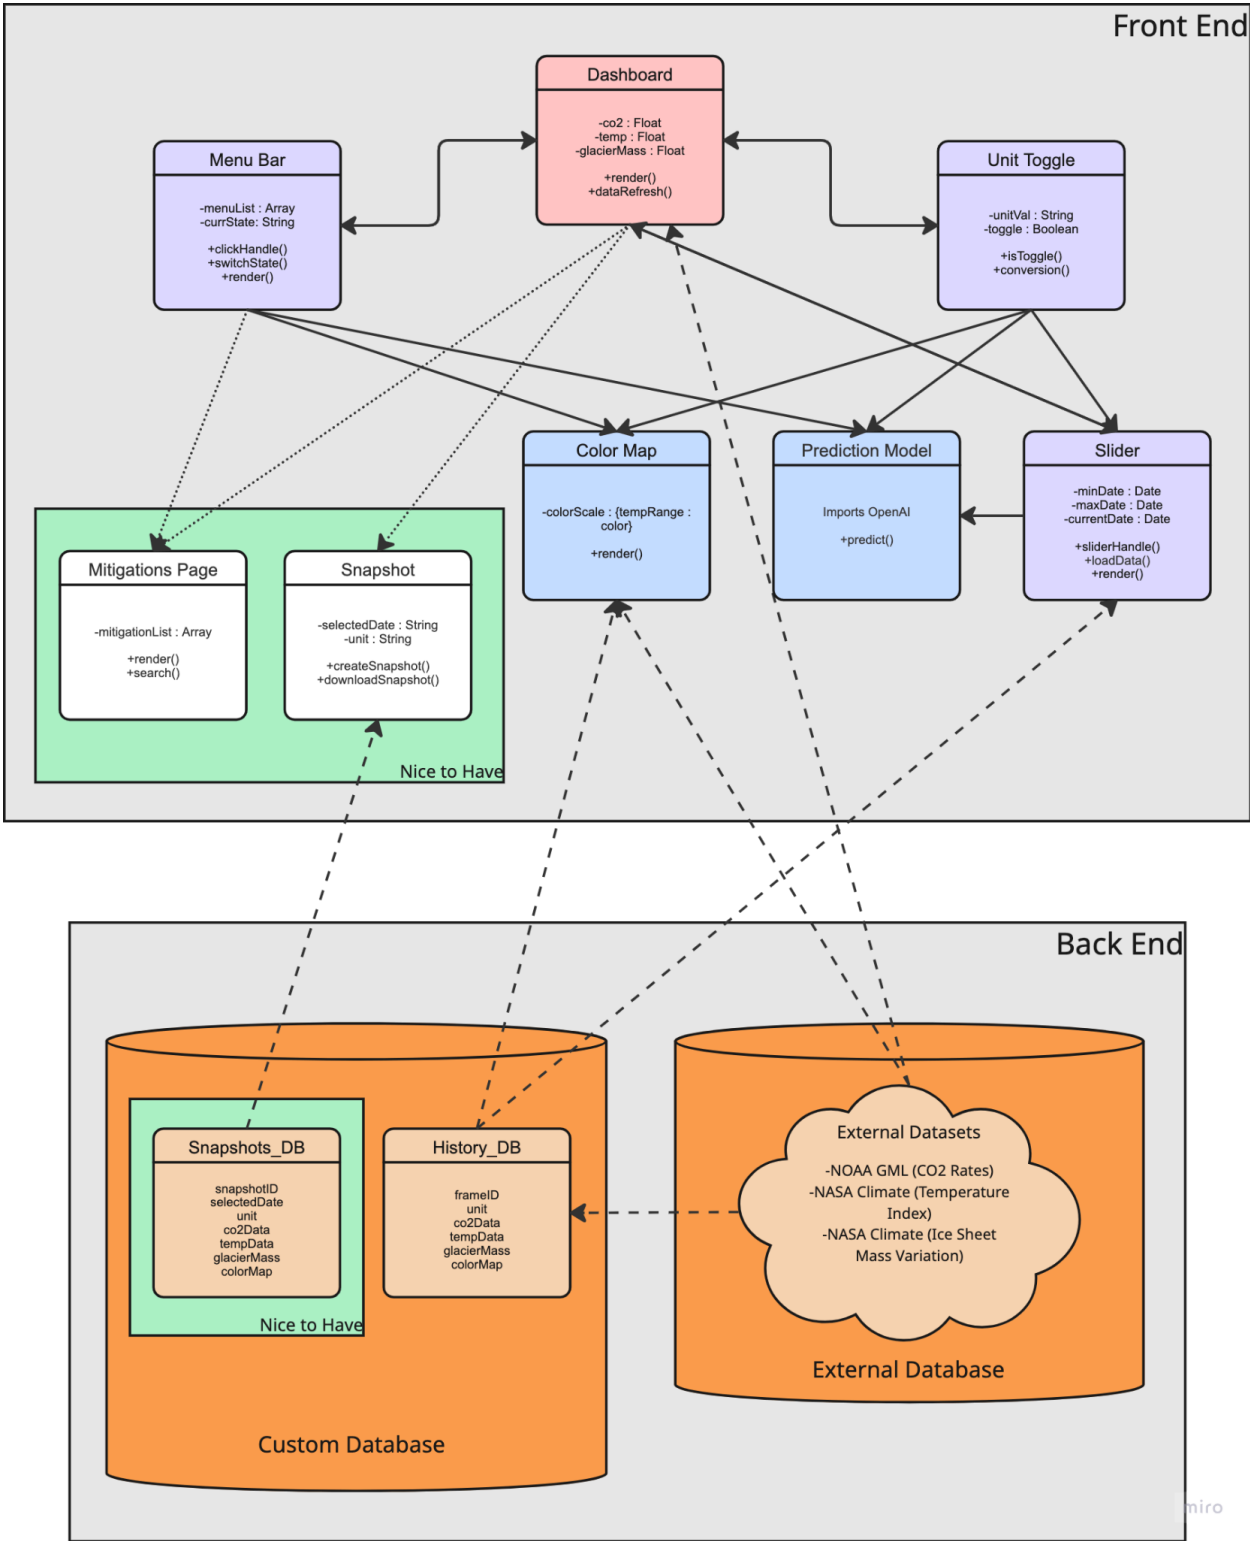 Front End
Dashboard
-co2 : Float
-temp : Float
-glacierMass : Float
+render()
+dataRefresh()
Menu Bar
-menuList : Array
-currState: String
+clickHandle()
+switchState()
+render()
Unit Toggle
-unitVal : String
-toggle : Boolean
+isToggle()
+conversion()
Color Map
-colorScale : {tempRange :
color}
+render()
Prediction Model
Imports OpenAI
+predict()
Slider
-minDate : Date
-maxDate : Date
-currentDate : Date
+sliderHandle()
+loadData()
+render()
Mitigations Page
-mitigationList : Array
+render()
+search()
Snapshot
-selectedDate : String
-unit : String
+createSnapshot()
+downloadSnapshot()
Nice to Have
Back End
Snapshots_DB
snapshotID
selectedDate
unit
co2Data
tempData
glacierMass
colorMap
Nice to Have
History_DB
frameID
unit
co2Data
tempData
glacierMass
colorMap
Custom Database
External Datasets
-NOAA GML (CO2 Rates)
-NASA Climate (Temperature
Index)
-NASA Climate (Ice Sheet
Mass Variation)
External Database
miro